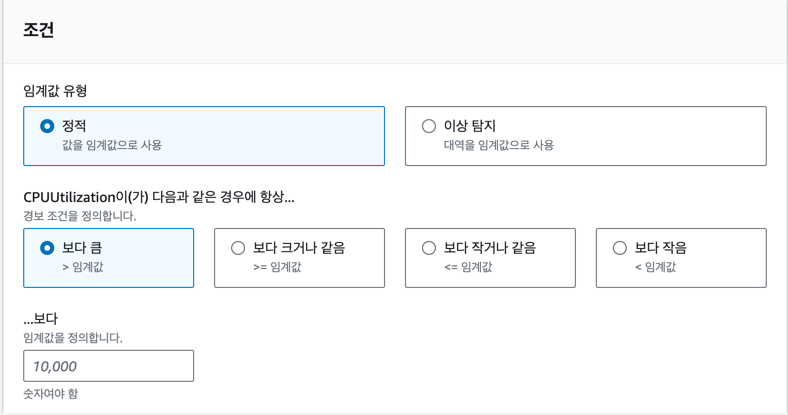 조건
임계값 유형
정적
값을 임계값으로 사용
이상 탐지
대역을 임계값으로 사용
CPUUtilization이(가) 다음과 같은 경우에 항상...
경보 조건을 정의합니다.
보다 큼
> 임계값
보다 크거나 같음
>= 임계값
보다 작거나 같음
<= 임계값
보다 작음
< 임계값
...보다
임계값을 정의합니다.
10,000
숫자여야 함